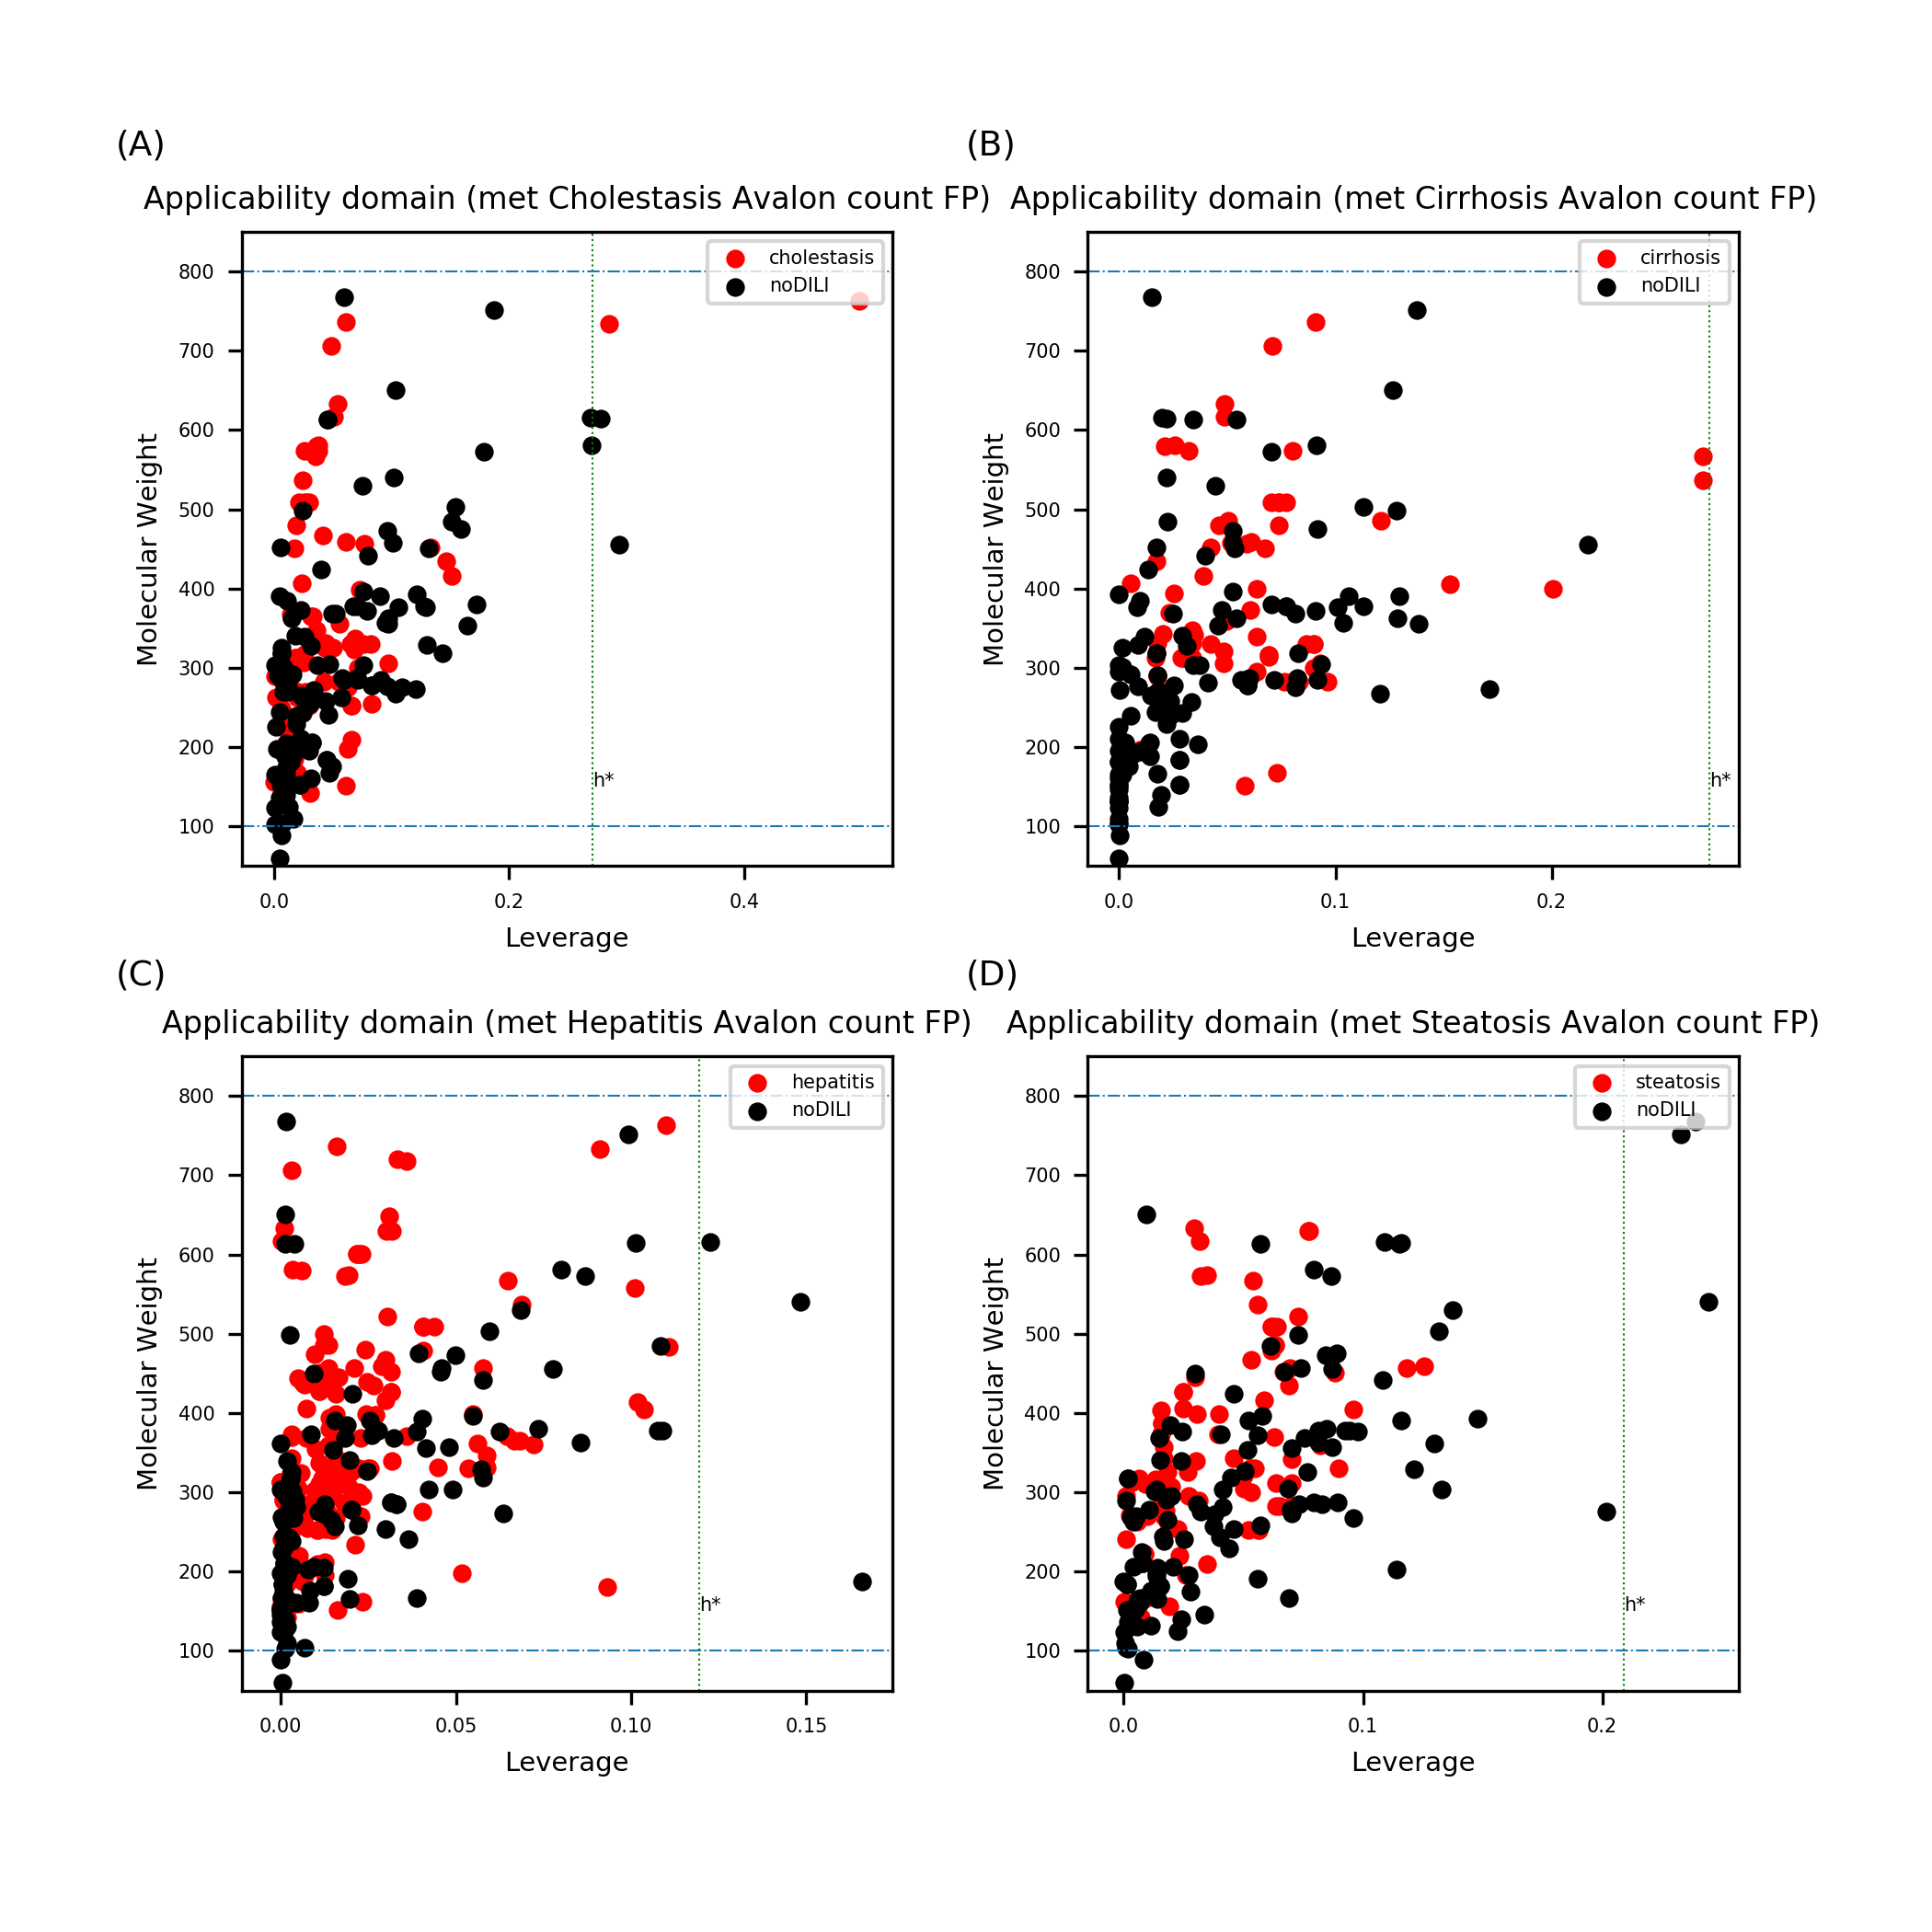 (A)
Applicability domain (met Cholestasis Avalon count FP)
cholestasis
noDILI
800
700
600
500
400
300
200
100
Molecular Weight
h*
0.0
0.2
0.4
Leverage
(B)
Applicability domain (met Cirrhosis Avalon count FP)
cirrhosis
noDILI
800
700
600
500
400
300
200
100
Molecular Weight
h*
0.0
0.1
0.2
Leverage
(C)
Applicability domain (met Hepatitis Avalon count FP)
hepatitis
noDILI
800
700
600
500
400
300
200
100
Molecular Weight
h*
0.00
0.05
0.10
0.15
Leverage
(D)
Applicability domain (met Steatosis Avalon count FP)
steatosis
noDILI
800
700
600
500
400
300
200
100
Molecular Weight
h*
0.0
0.1
0.2
Leverage